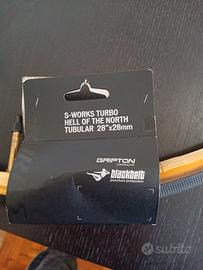 S-WORKS TURBO
HELL OF THE NORTH
TUBULAR 28"x28mm
GRIPTON
blackbelt
puncture protection
subito